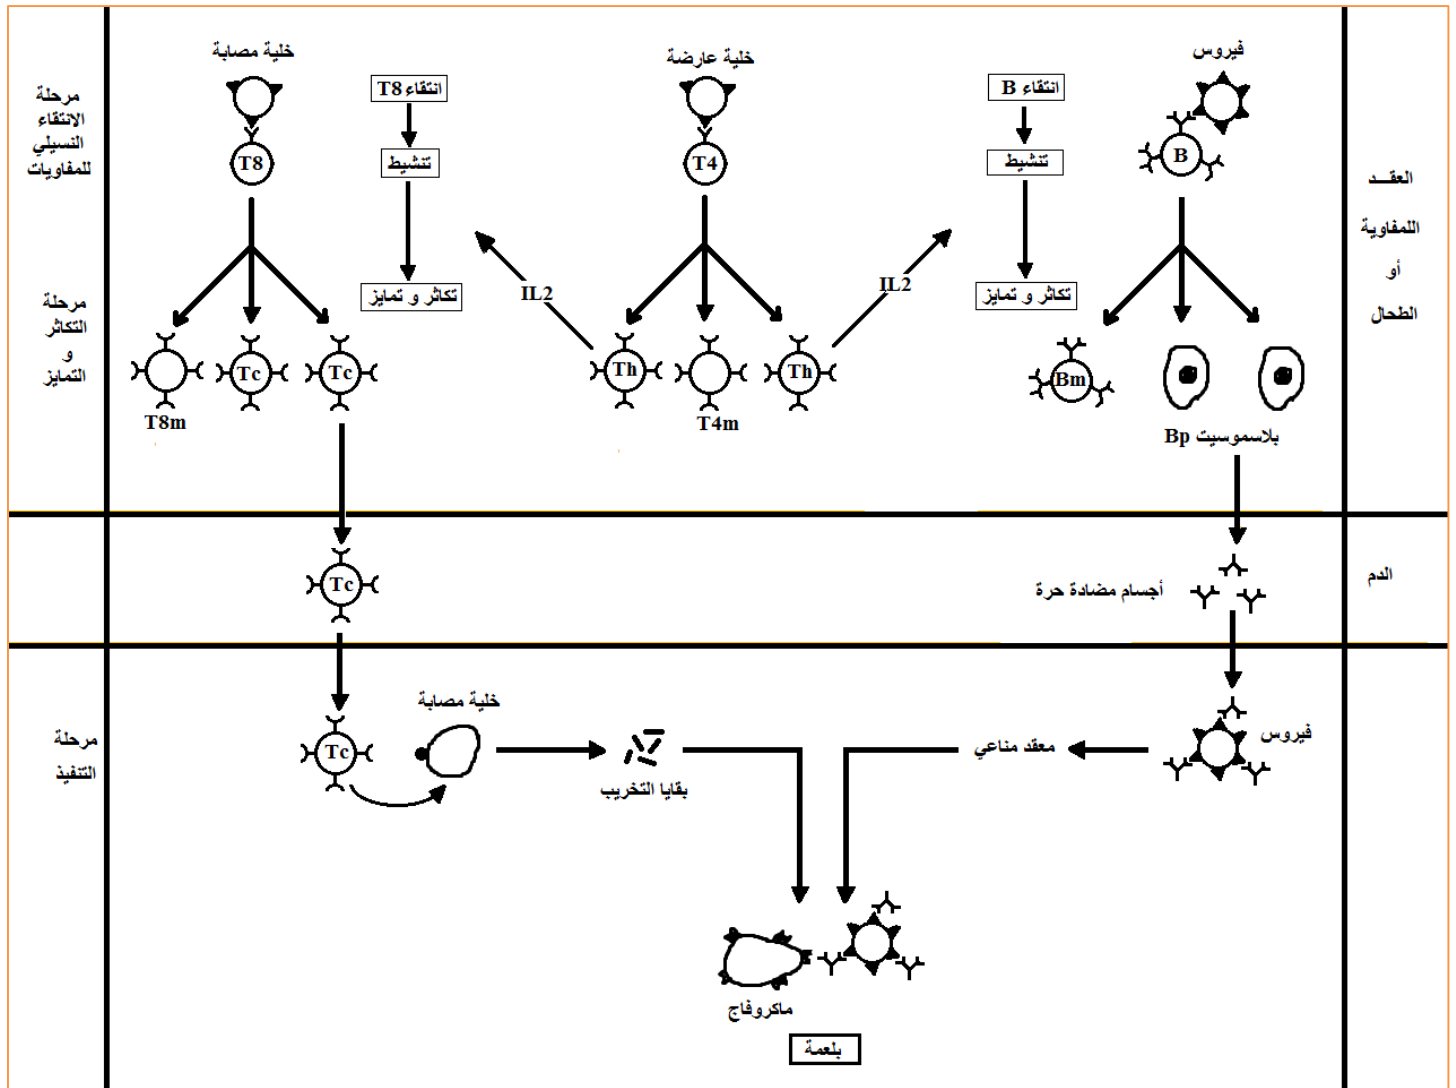 خلية مصابة
خلية عارضة
فيروس
انتقاء T8
انتقاء B
مرحلة
الانتقاء
النسيلي
للمفاويات
T8
تنشيط
T4
تنشيط
B
العقـــد
اللمفاوية
أو
الطحال
IL2
IL2
تكاثر و تمايز
تكاثر و تمايز
مرحلة
التكاثر
و
التمايز
Tc
Tc
Th
Th
Bm
T8m
T4m
بلاسموسيت Bp
Tc
أجسام مضادة حرة
الدم
خلية مصابة
Tc
بقايا التخريب
معقد مناعي
فيروس
مرحلة
التنفيذ
ماكروفاج
بلعمة